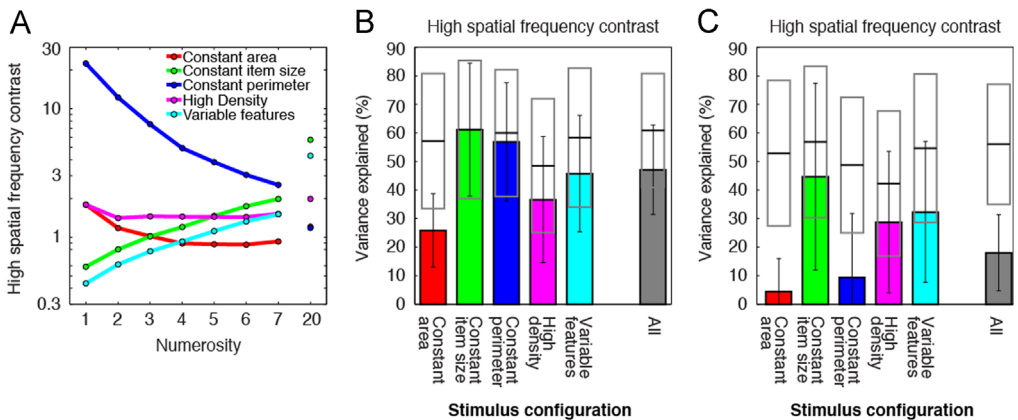 A
High spatial frequency contrast
30
10
3
1
0.3
1
2
3
4
5
6
7
20
Numerosity
Constant area
Constant item size
Constant perimeter
High Density
Variable features
B
High spatial frequency contrast
Variance explained (%)
90
80
70
60
50
40
30
20
10
0
Constant
area
Constant
item size
Constant
perimeter
High
density
Variable
features
All
Stimulus configuration
C
High spatial frequency contrast
Variance explained (%)
90
80
70
60
50
40
30
20
10
0
Constant
area
Constant
item size
Constant
perimeter
High
density
Variable
features
All
Stimulus configuration